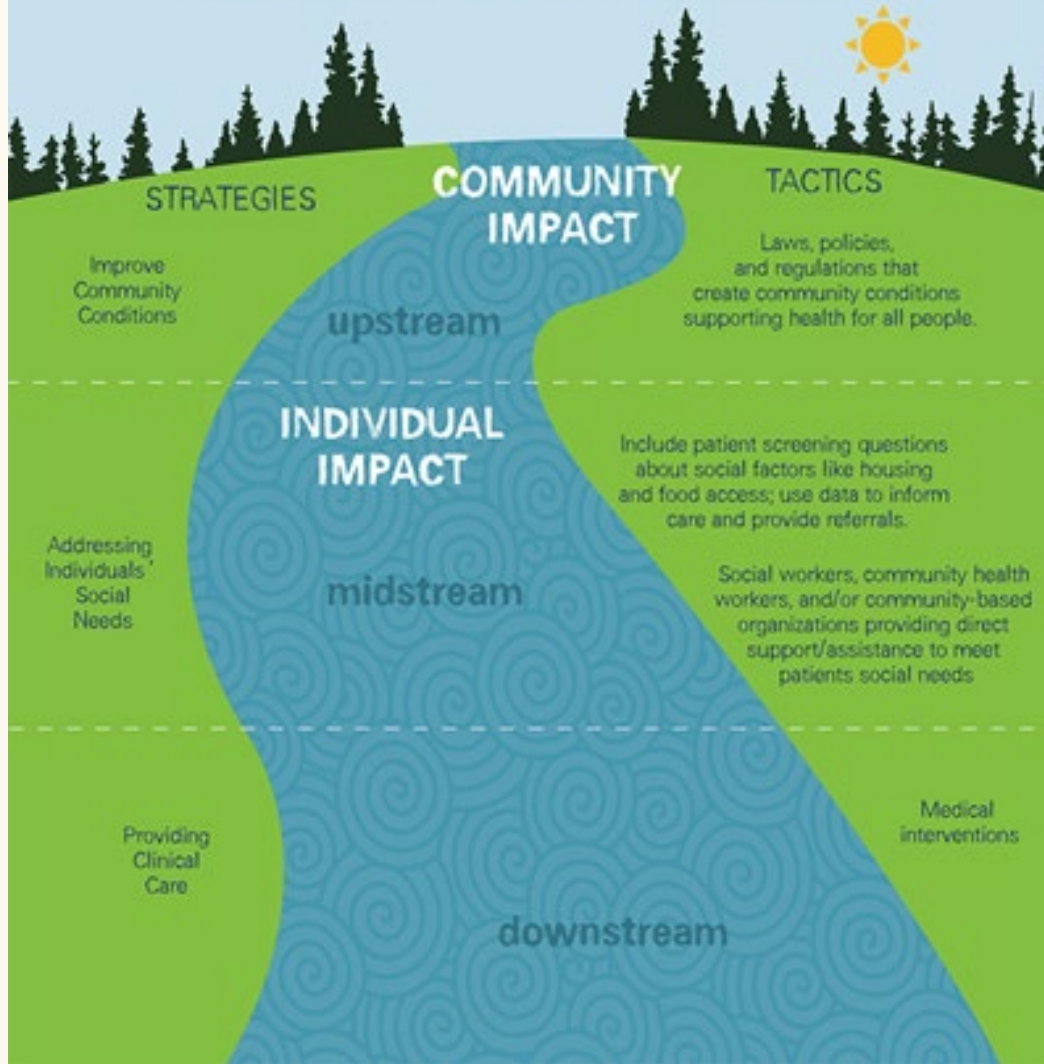 STRATEGIES
COMMUNITY
IMPACT
TACTICS
Improve
Community
Conditions
upstream
Laws, policies,
and regulations that
create community conditions
supporting health for all people.
INDIVIDUAL
IMPACT
Addressing
Individuals'
Social
Needs
midstream
Include patient screening questions
about social factors like housing
and food access; use data to inform
care and provide referrals.
Social workers, community health
workers, and/or community-based
organizations providing direct
support/assistance to meet
patients social needs
Providing
Clinical
Care
downstream
Medical
interventions